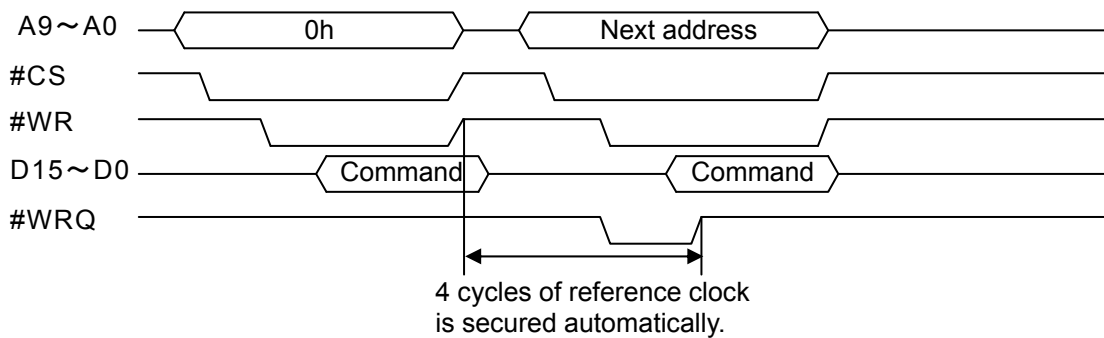 A9～A0 0h Next address
#CS
#WR
D15～D0 Command Command
#WRQ
4 cycles of reference clock
is secured automatically.